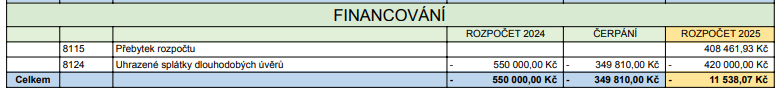 FINANCOVÁNÍ
ROZPOČET 2024 ČERPÁNÍ ROZPOČET 2025
8115 Přebytek rozpočtu 408 461,93 Kč
8124 Uhrazené splátky dlouhodobých úvěrů - 550 000,00 Kč - 349 810,00 Kč - 420 000,00 Kč
Celkem - 550 000,00 Kč - 349 810,00 Kč - 11 538,07 Kč